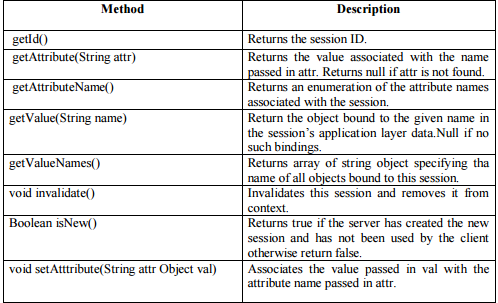 Method Description
getId() Returns the session ID.
getAttribute(String attr) Returns the value associated with the name
passed in attr. Returns null if attr is not found.
getAttributeName() Returns an enumeration of the attribute names
associated with the session.
getValue(String name) Return the object bound to the given name in
the session's application layer data.Null if no
such bindings.
getValueNames() Returns array of string object specifying tha
name of all objects bound to this session.
void invalidate() Invalidates this session and removes it from
context.
Boolean isNew() Returns true if the server has created the new
session and has not been used by the client
otherwise return false.
void setAtttribute(String attr Object val) Associates the value passed in val with the
attribute name passed in attr.